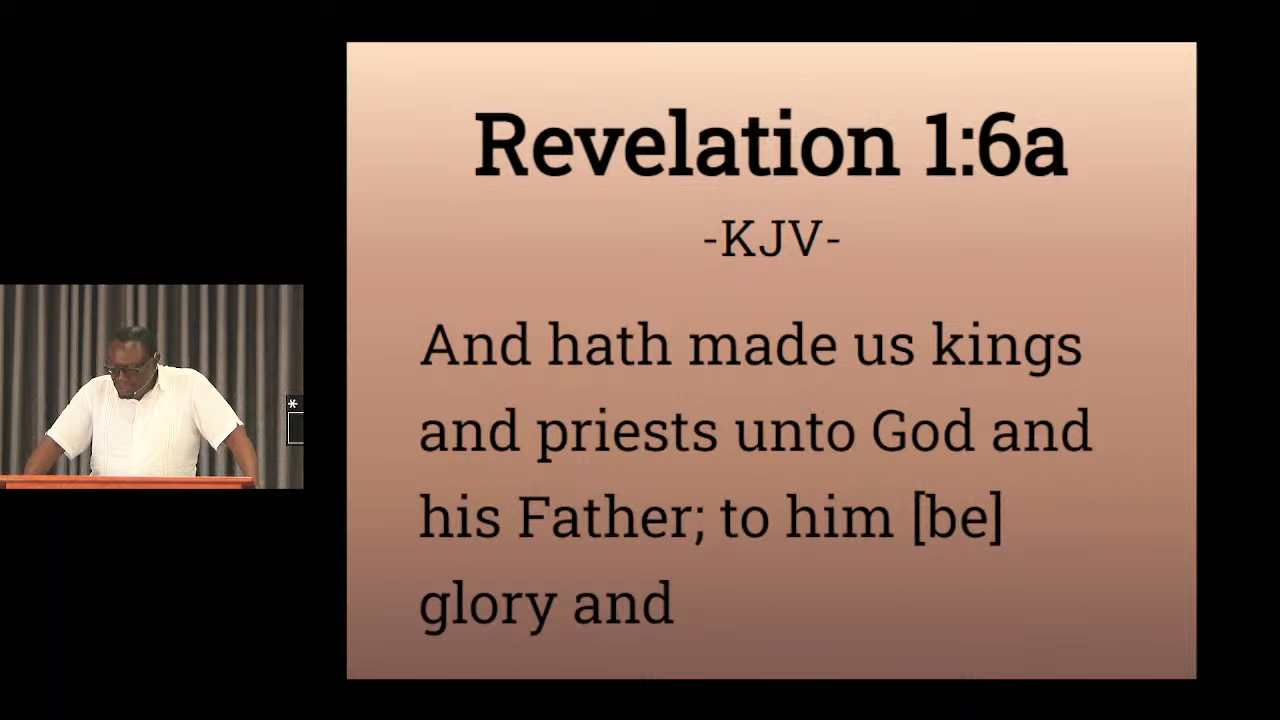 Revelation 1:6a
-KJV-
And hath made us kings
and priests unto God and
his Father; to him [be]
glory and